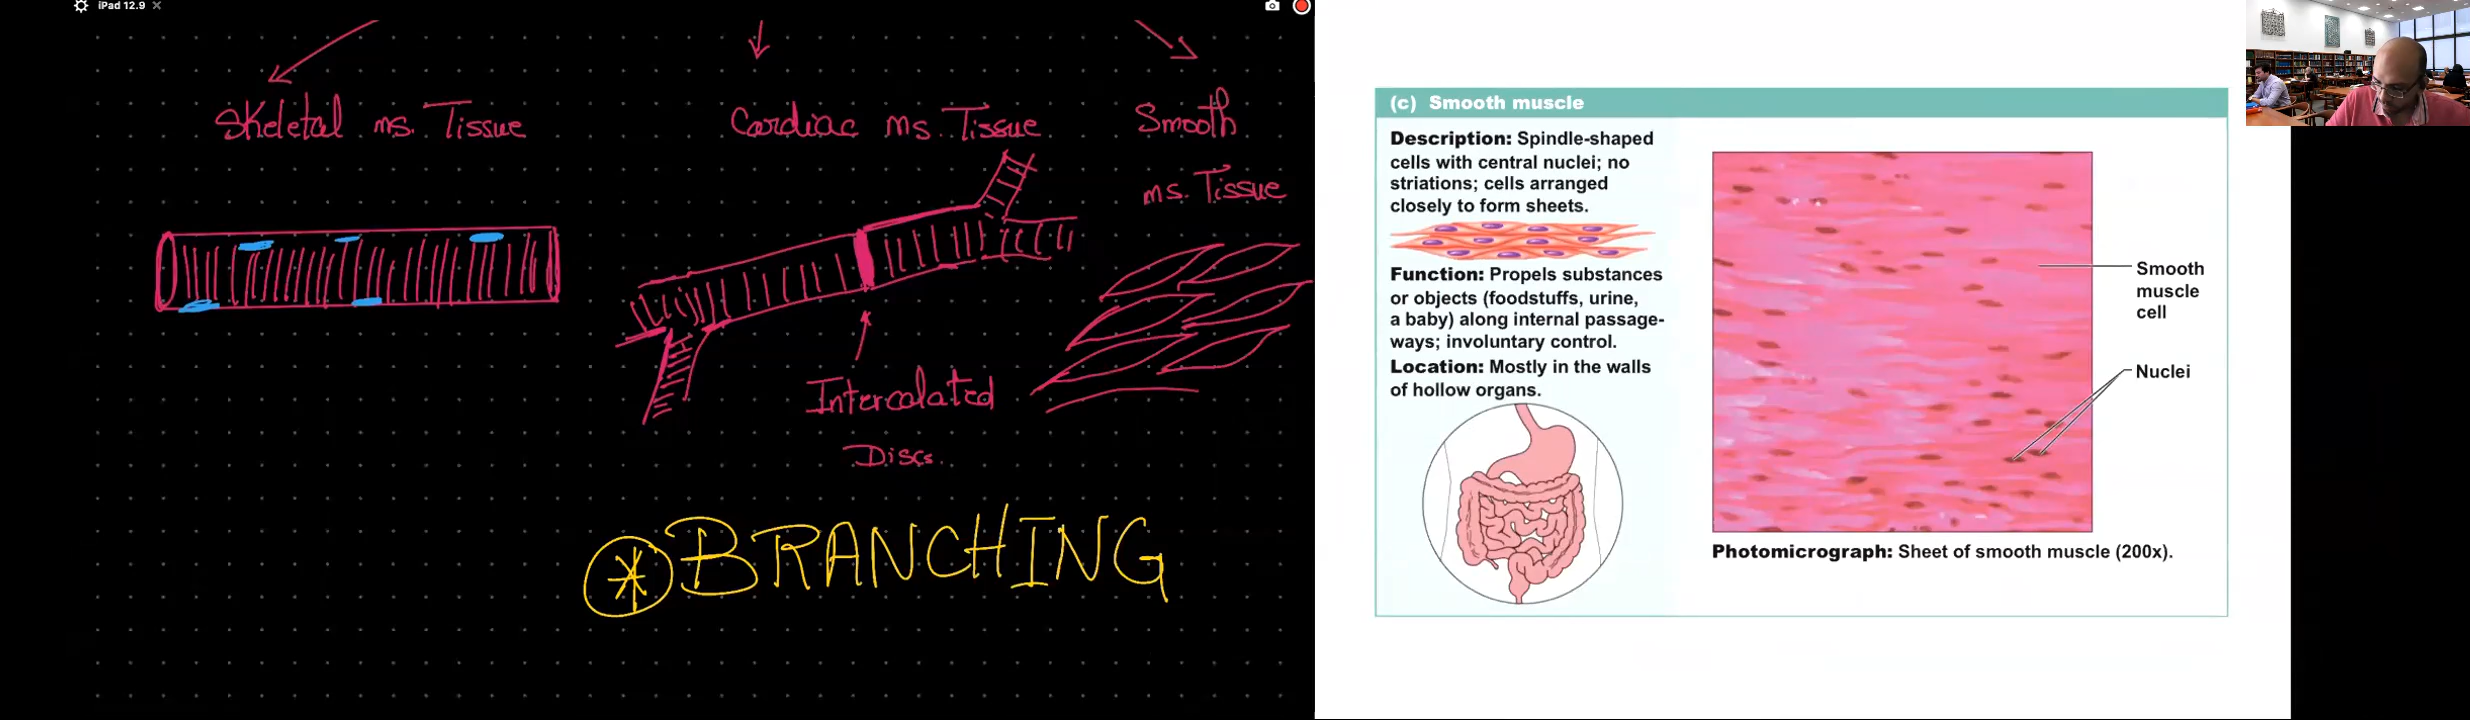 iPad 12.9
Skeletal ms. Tissue
Cardiac ms. Tissue
Smooth
ms. Tissue
Intercalated
Discs.
* BRANCHING
(c) Smooth muscle
Description: Spindle-shaped
cells with central nuclei; no
striations; cells arranged
closely to form sheets.
Function: Propels substances
or objects (foodstuffs, urine,
a baby) along internal passage-
ways; involuntary control.
Location: Mostly in the walls
of hollow organs.
Smooth
muscle
cell
Nuclei
Photomicrograph: Sheet of smooth muscle (200x).